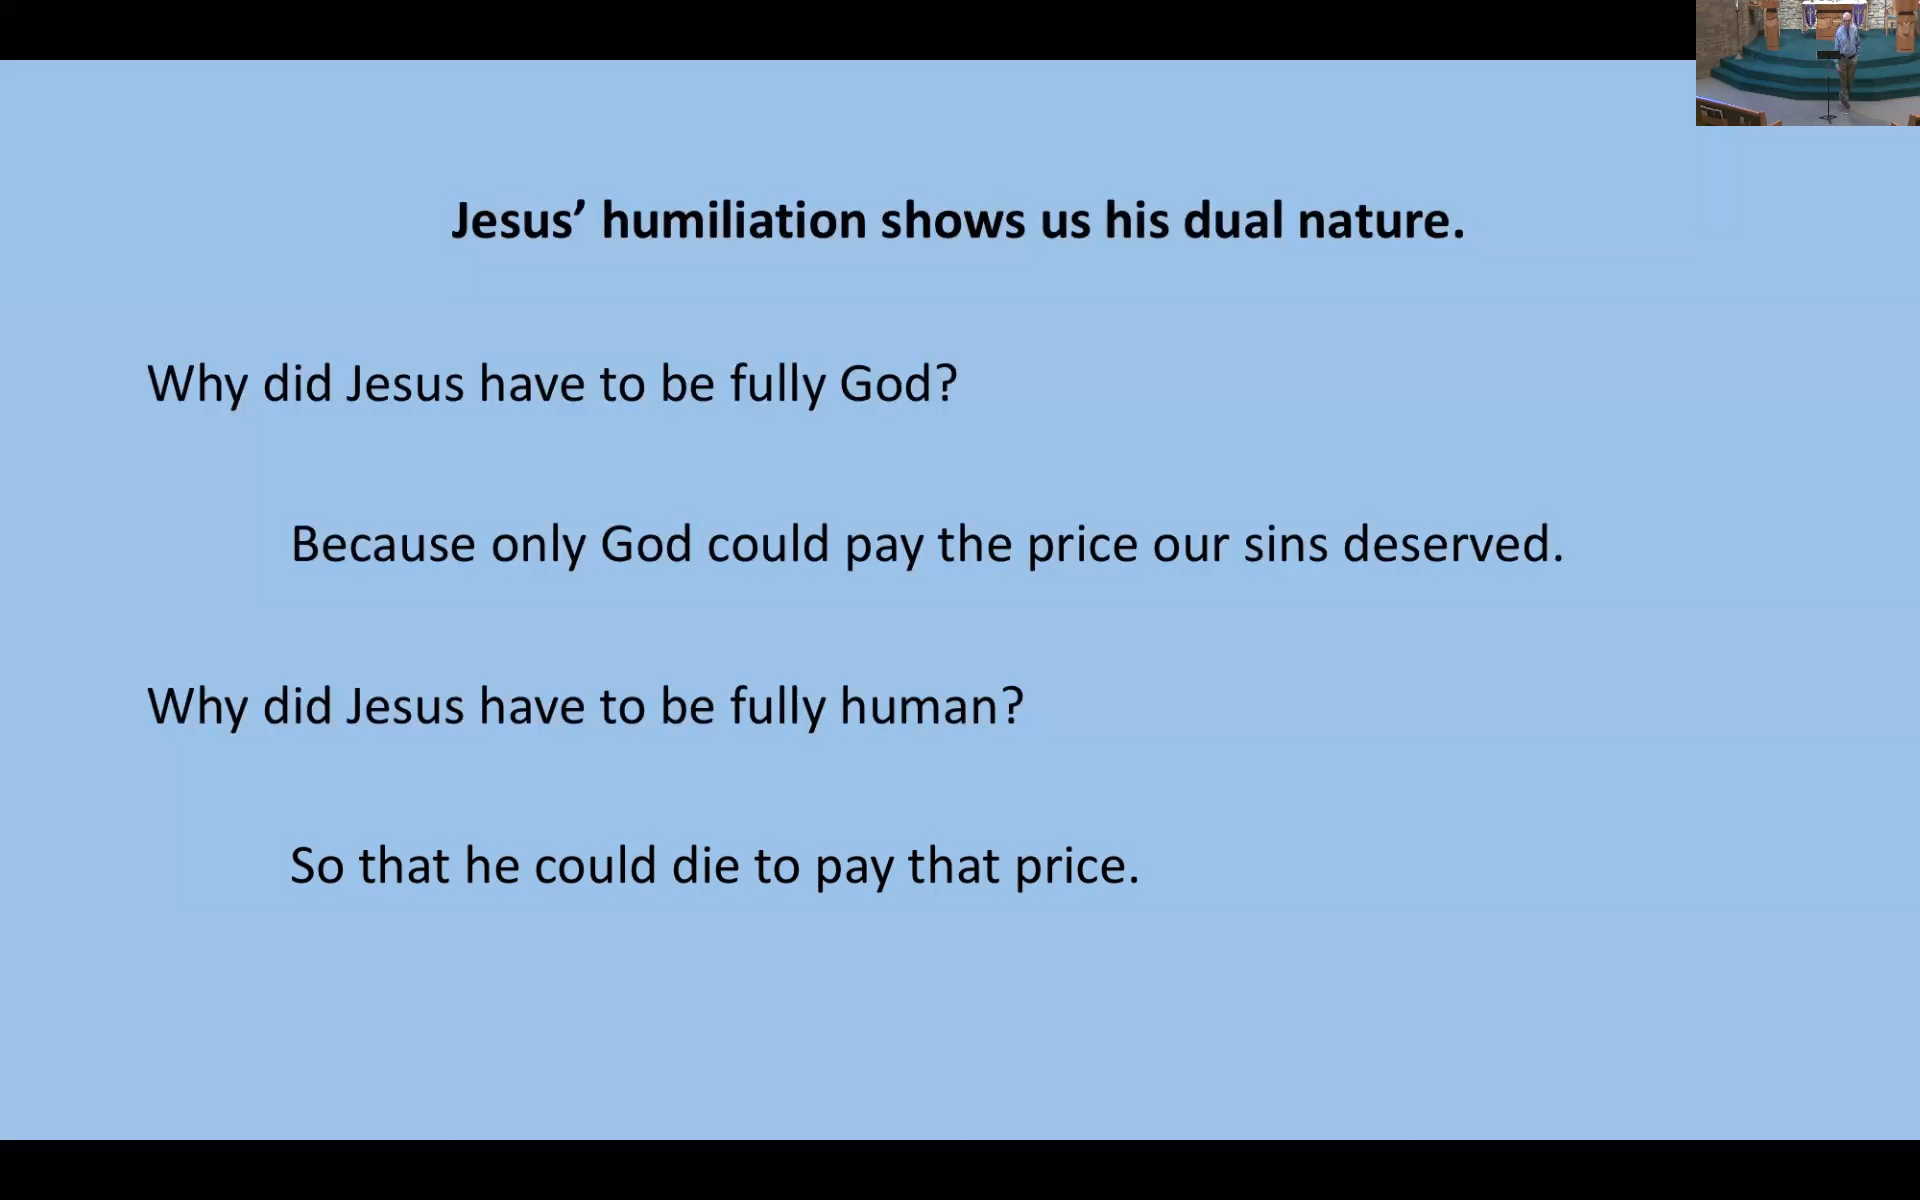 Jesus’ humiliation shows us his dual nature.
Why did Jesus have to be fully God?
Because only God could pay the price our sins deserved.
Why did Jesus have to be fully human?
So that he could die to pay that price.